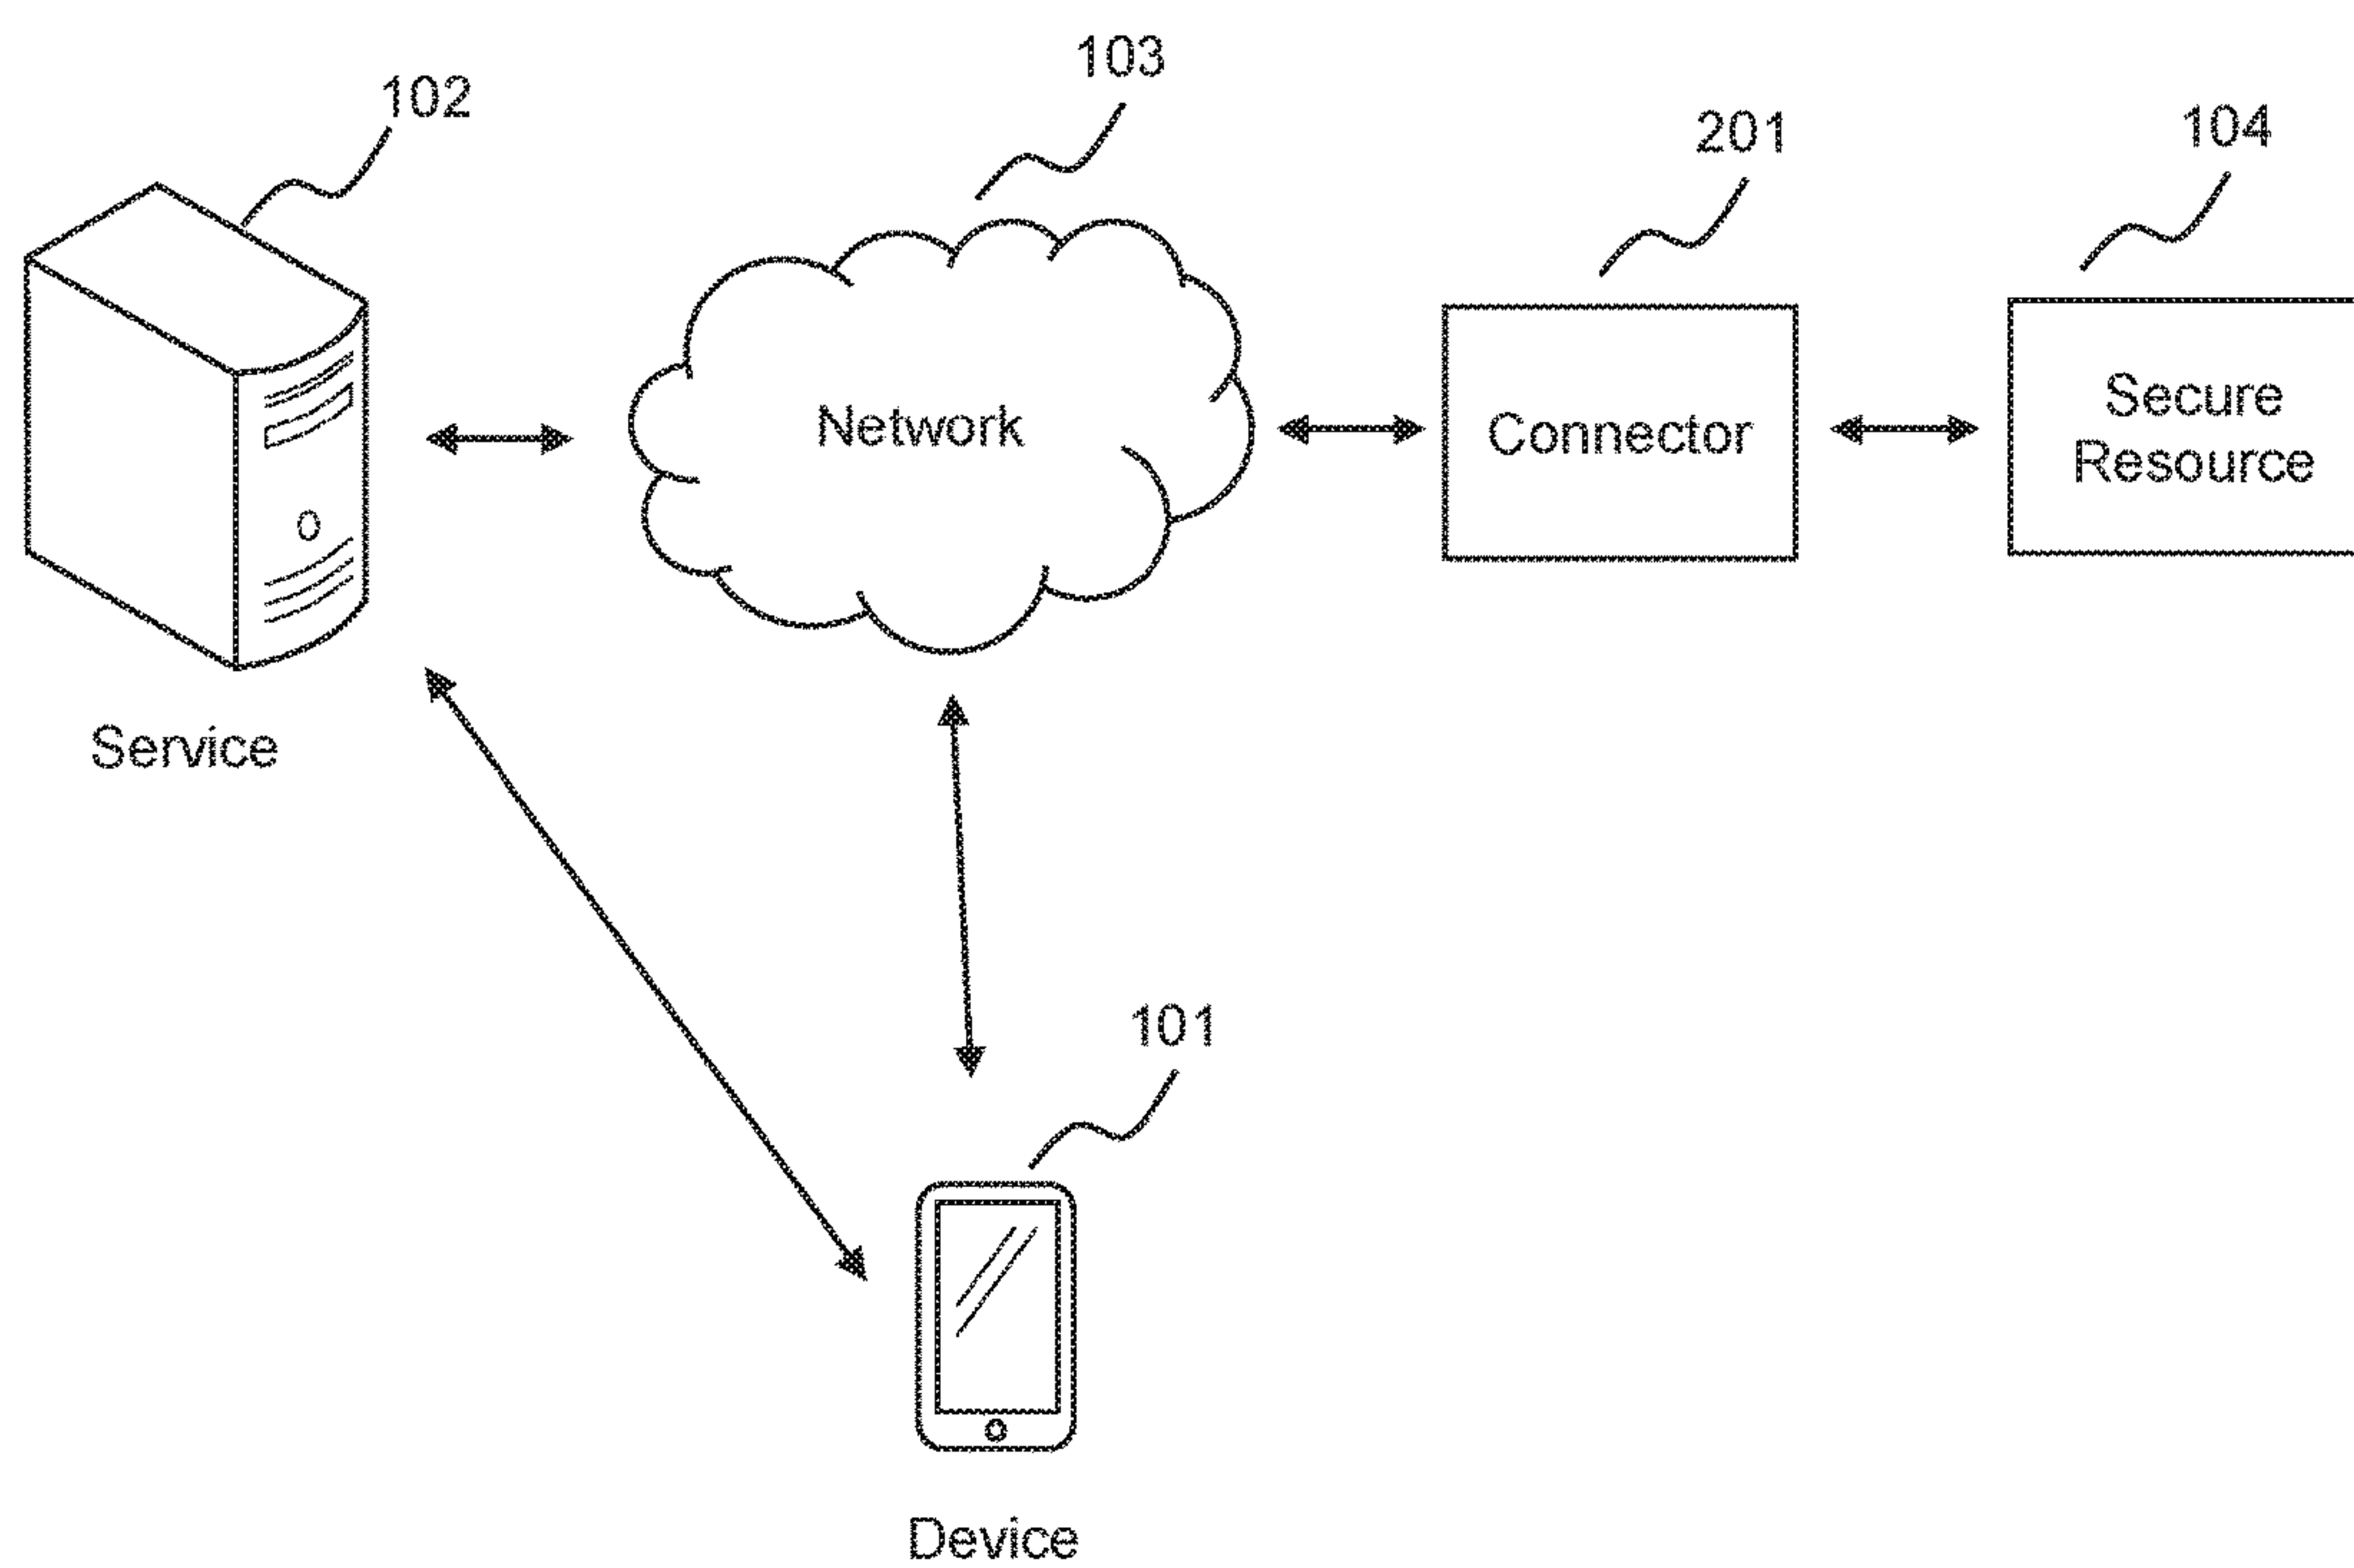 103
102
201
104
Network
Connector
Secure
Resource
Service
101
Device